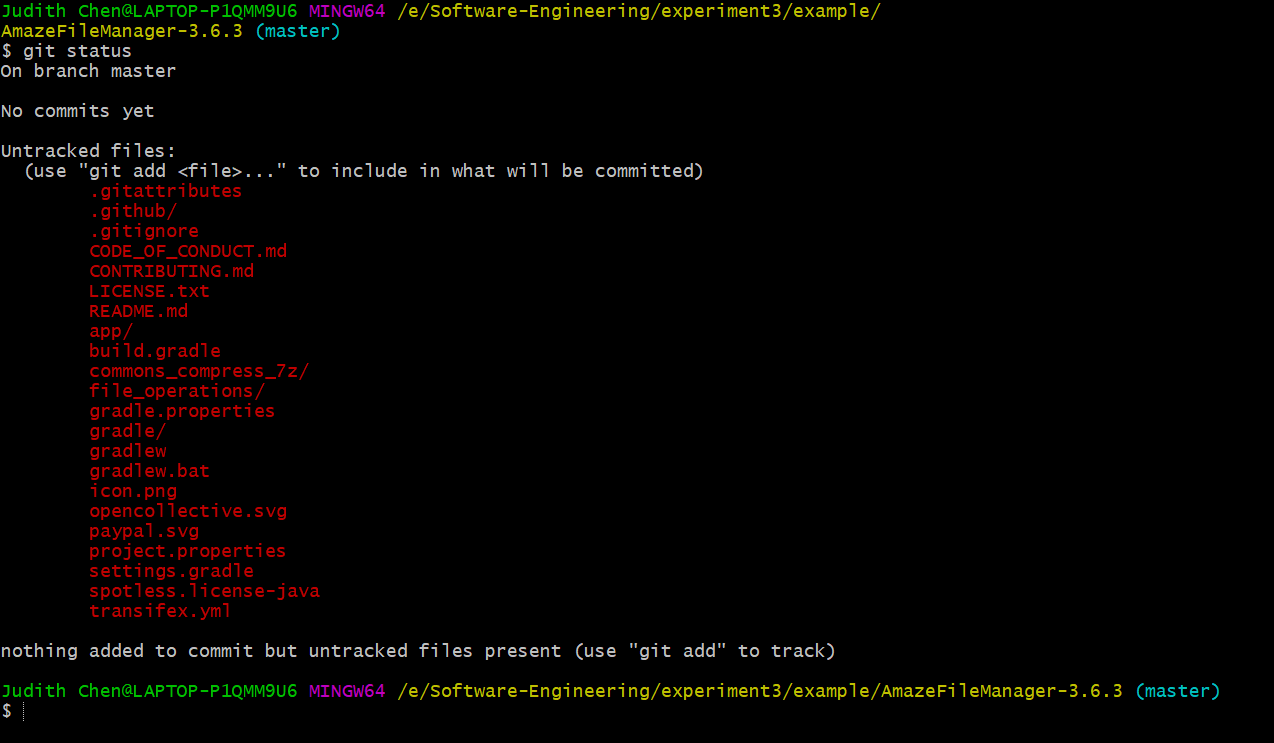 Judith Chen@LAPTOP-P1QMM9U6 MINGW64 /e/Software-Engineering/experiment3/example/
AmazeFileManager-3.6.3 (master)
$ git status
On branch master
No commits yet
Untracked files:
  (use "git add <file>..." to include in what will be committed)
        .gitattributes
        .github/
        .gitignore
        CODE_OF_CONDUCT.md
        CONTRIBUTING.md
        LICENSE.txt
        README.md
        app/
        build.gradle
        commons_compress_7z/
        file_operations/
        gradle.properties
        gradle/
        gradlew
        gradlew.bat
        icon.png
        opencollective.svg
        paypal.svg
        project.properties
        settings.gradle
        spotless.license-java
        transifex.yml
nothing added to commit but untracked files present (use "git add" to track)
Judith Chen@LAPTOP-P1QMM9U6 MINGW64 /e/Software-Engineering/experiment3/example/AmazeFileManager-3.6.3 (master)
$